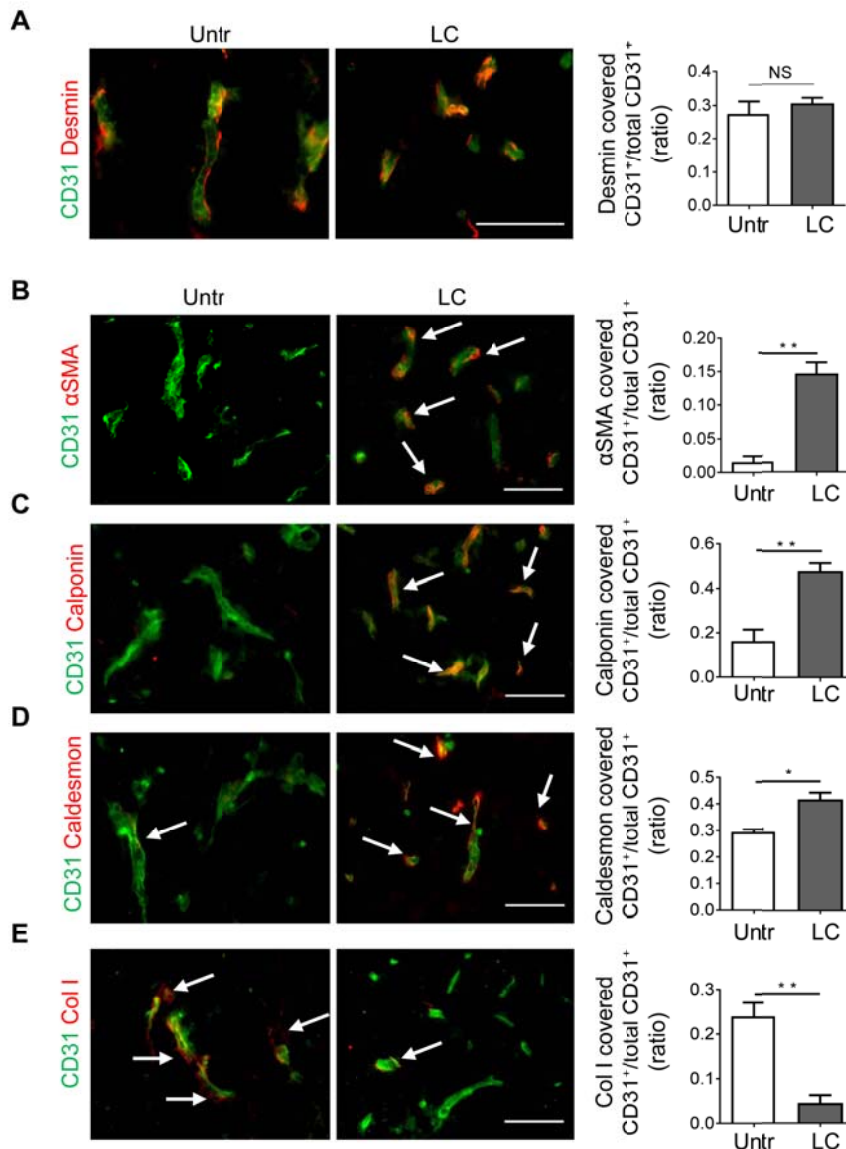 A
Untr
LC
CD31 Desmin
Desmin covered
CD31+/total CD31+
(ratio)
0.4
0.3
0.2
0.1
0.0
NS
Untr
LC
B
Untr
LC
CD31 αSMA
αSMA covered
CD31+/total CD31+
(ratio)
0.20
0.15
0.10
0.05
0.00
* *
Untr
LC
C
CD31 Calponin
Calponin covered
CD31+/total CD31+
(ratio)
0.6
0.4
0.2
0.0
* *
Untr
LC
D
CD31 Caldesmon
Caldesmon covered
CD31+/total CD31+
(ratio)
0.5
0.4
0.3
0.2
0.1
0.0
*
Untr
LC
E
CD31 Col I
Col I covered
CD31+/total CD31+
(ratio)
0.3
0.2
0.1
0.0
* *
Untr
LC